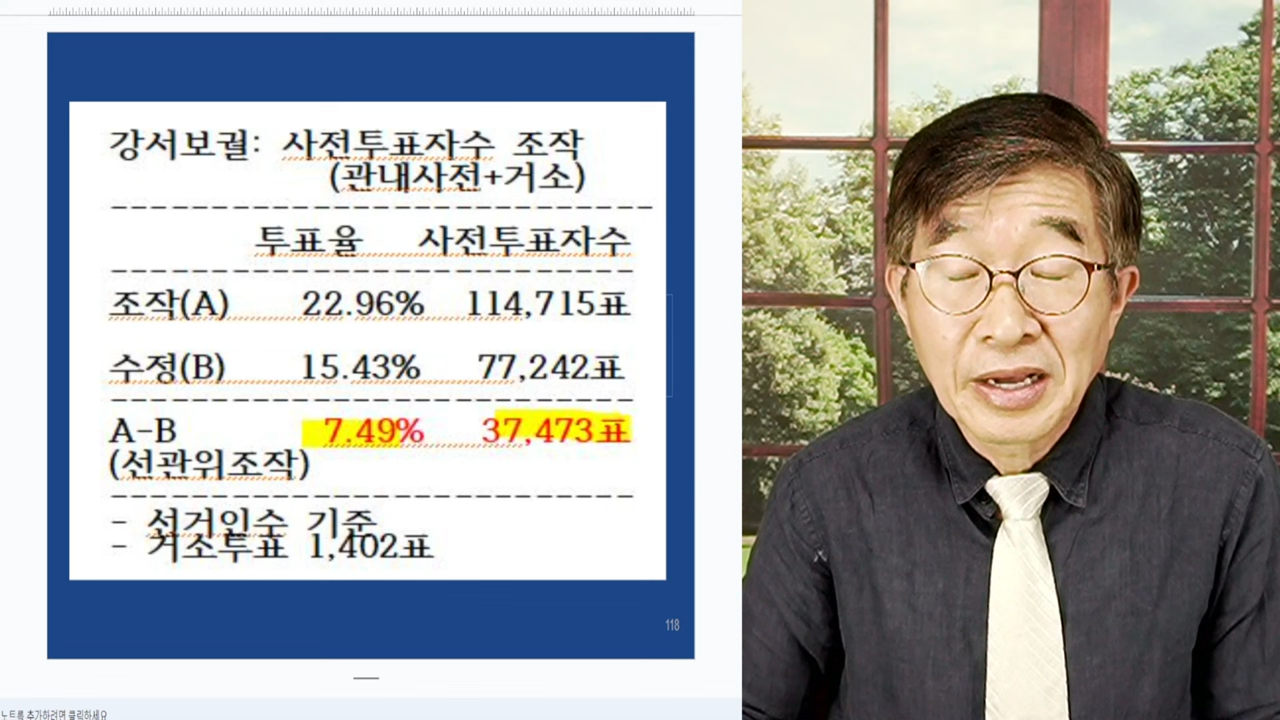 강서보궐: 사전투표자수 조작
(관내사전+거소)
투표율 사전투표자수
조작(A) 22.96% 114,715표
수정(B) 15.43% 77,242표
A-B 7.49% 37,473표
(선관위조작)
- 선거인수 기준
- 거소투표 1,402표
118
노트를 추가하려면 클릭하세요